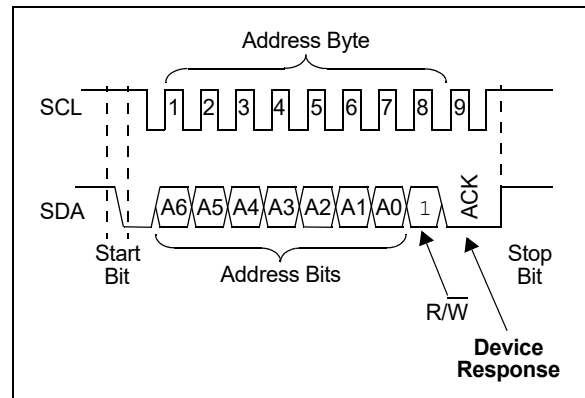 Address Byte
SCL 1 2 3 4 5 6 7 8 9
SDA A6 A5 A4 A3 A2 A1 A0 1 ACK
Start Bit
Address Bits
Stop Bit
R/W̅
Device Response